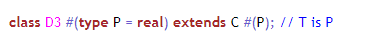 class D3 #(type P = real) extends C #(P); // T is P